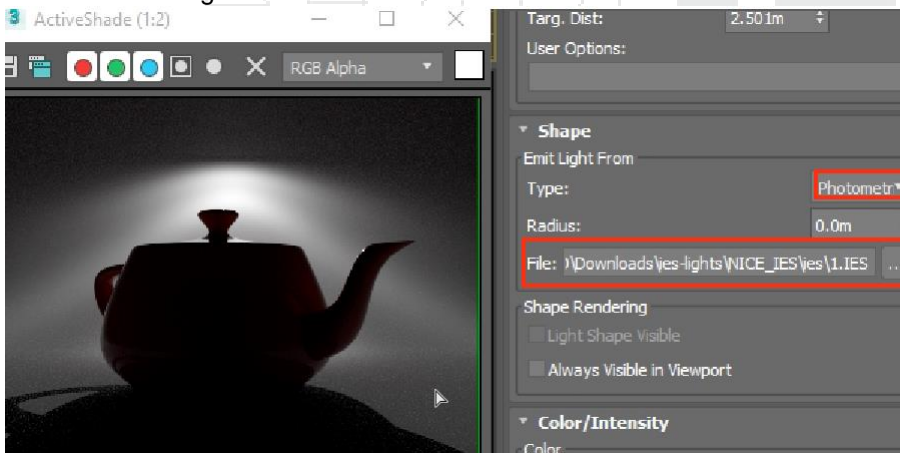 3 ActiveShade (1:2)
RGB Alpha
Targ. Dist: 2.501m
User Options:
Shape
Emit Light From
Type: Photometr
Radius: 0.0m
File: )\Downloads\ies-lights\NICE_IES\ies\1.IES ..
Shape Rendering
Light Shape Visible
Always Visible in Viewport
Color/Intensity
Color